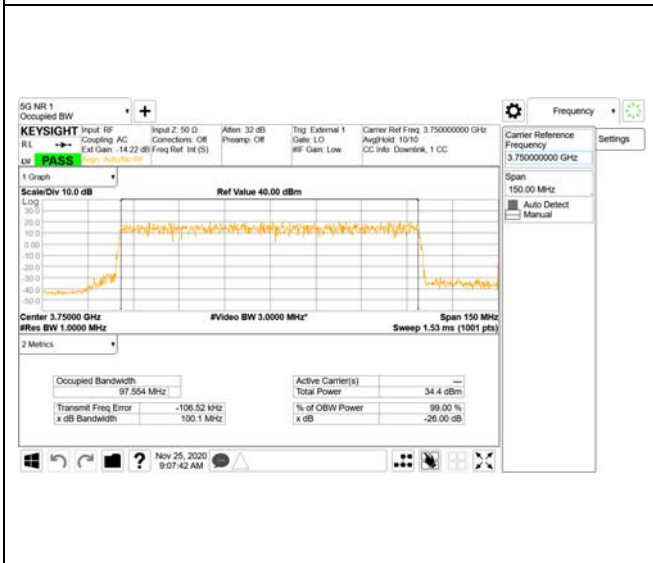 5G NR 1
Occupied BW
+
Frequency
KEYSIGHT
Input: RF
Input Z: 50 Ω
Atten: 32 dB
Trig: External 1
Carrier Ref Freq: 3.750000000 GHz
RL
Coupling: AC
Corrections: Off
Preamp: Off
Gate: LO
Avg|Hold: 10/10
Ext Gain: -14.22 dB
Freq Ref: Int (S)
#IF Gain: Low
CC Info: Downlink, 1 CC
PASS
Align: Auto/No RF
Carrier Reference
Frequency
3.750000000 GHz
Settings
Span
150.00 MHz
Auto Detect
Manual
1 Graph
Scale/Div 10.0 dB
Ref Value 40.00 dBm
Log
30.0
20.0
10.0
0.00
-10.0
-20.0
-30.0
-40.0
-50.0
Center 3.75000 GHz
#Video BW 3.0000 MHz*
Span 150 MHz
#Res BW 1.0000 MHz
Sweep 1.53 ms (1001 pts)
2 Metrics
Occupied Bandwidth
97.554 MHz
Active Carrier(s)
---
Total Power
34.4 dBm
Transmit Freq Error
-106.52 kHz
% of OBW Power
99.00 %
x dB Bandwidth
100.1 MHz
x dB
-26.00 dB
?
Nov 25, 2020
9:07:42 AM